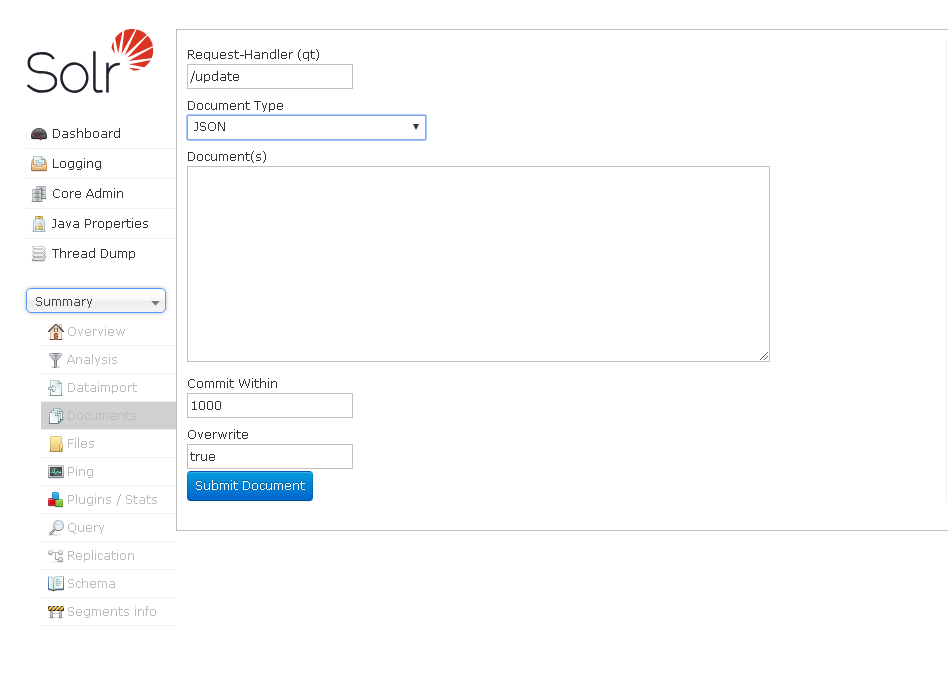 Solr
Dashboard
Logging
Core Admin
Java Properties
Thread Dump
Summary
Overview
Analysis
Dataimport
Documents
Files
Ping
Plugins / Stats
Query
Replication
Schema
Segments info
Request-Handler (qt)
/update
Document Type
JSON
Document(s)
Commit Within
1000
Overwrite
true
Submit Document